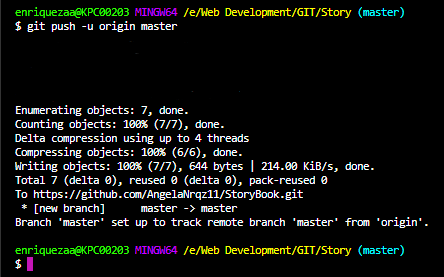 enriquezaa@KPC00203 MINGW64 /e/Web Development/GIT/Story (master)
$ git push -u origin master
Enumerating objects: 7, done.
Counting objects: 100% (7/7), done.
Delta compression using up to 4 threads
Compressing objects: 100% (6/6), done.
Writing objects: 100% (7/7), 644 bytes | 214.00 KiB/s, done.
Total 7 (delta 0), reused 0 (delta 0), pack-reused 0
To https://github.com/AngelaNrqz11/StoryBook.git
 * [new branch]      master -> master
Branch 'master' set up to track remote branch 'master' from 'origin'.
enriquezaa@KPC00203 MINGW64 /e/Web Development/GIT/Story (master)
$